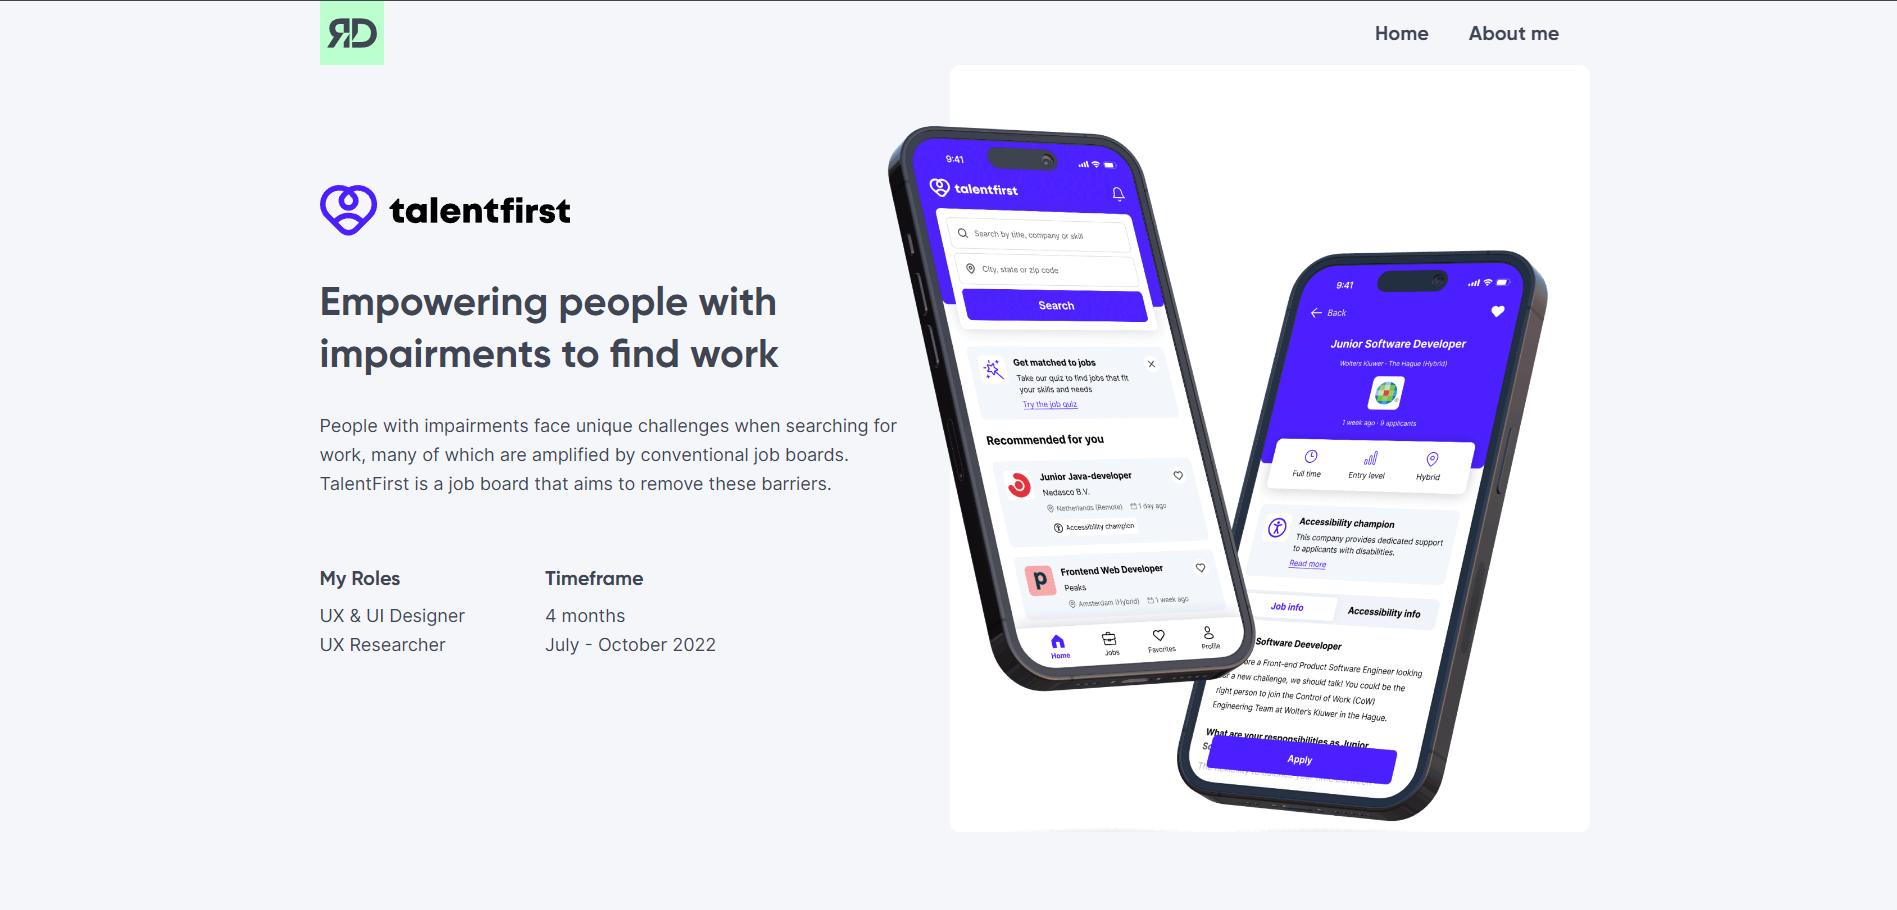 RD
Home
About me
talentfirst
Empowering people with
impairments to find work
People with impairments face unique challenges when searching for
work, many of which are amplified by conventional job boards.
TalentFirst is a job board that aims to remove these barriers.
My Roles
UX & UI Designer
UX Researcher
Timeframe
4 months
July - October 2022
9:41
talentfirst
Search by title, company or skill
City, state or zip code
Search
Get matched to jobs
Take our quiz to find jobs that fit
your skills and needs
Try the job quiz
Recommended for you
Junior Java-developer
Nedasco B.V.
Netherlands (Remote) 1 day ago
Accessibility champion
p
Frontend Web Developer
Peaks
Amsterdam (Hybrid) 1 week ago
Home
Jobs
Favorites
Profile
9:41
Back
Junior Software Developer
Wolters Kluwer - The Hague (Hybrid)
1 week ago - 9 applicants
Full time
Entry level
Hybrid
Accessibility champion
This company provides dedicated support
to applicants with disabilities.
Read more
Job info
Accessibility info
Software Deeveloper
are a Front-end Product Software Engineer looking
a new challenge, we should talk! You could be the
right person to join the Control of Work (CoW)
Engineering Team at Wolter's Kluwer in the Hague.
What are your responsibilities as Junior
Apply